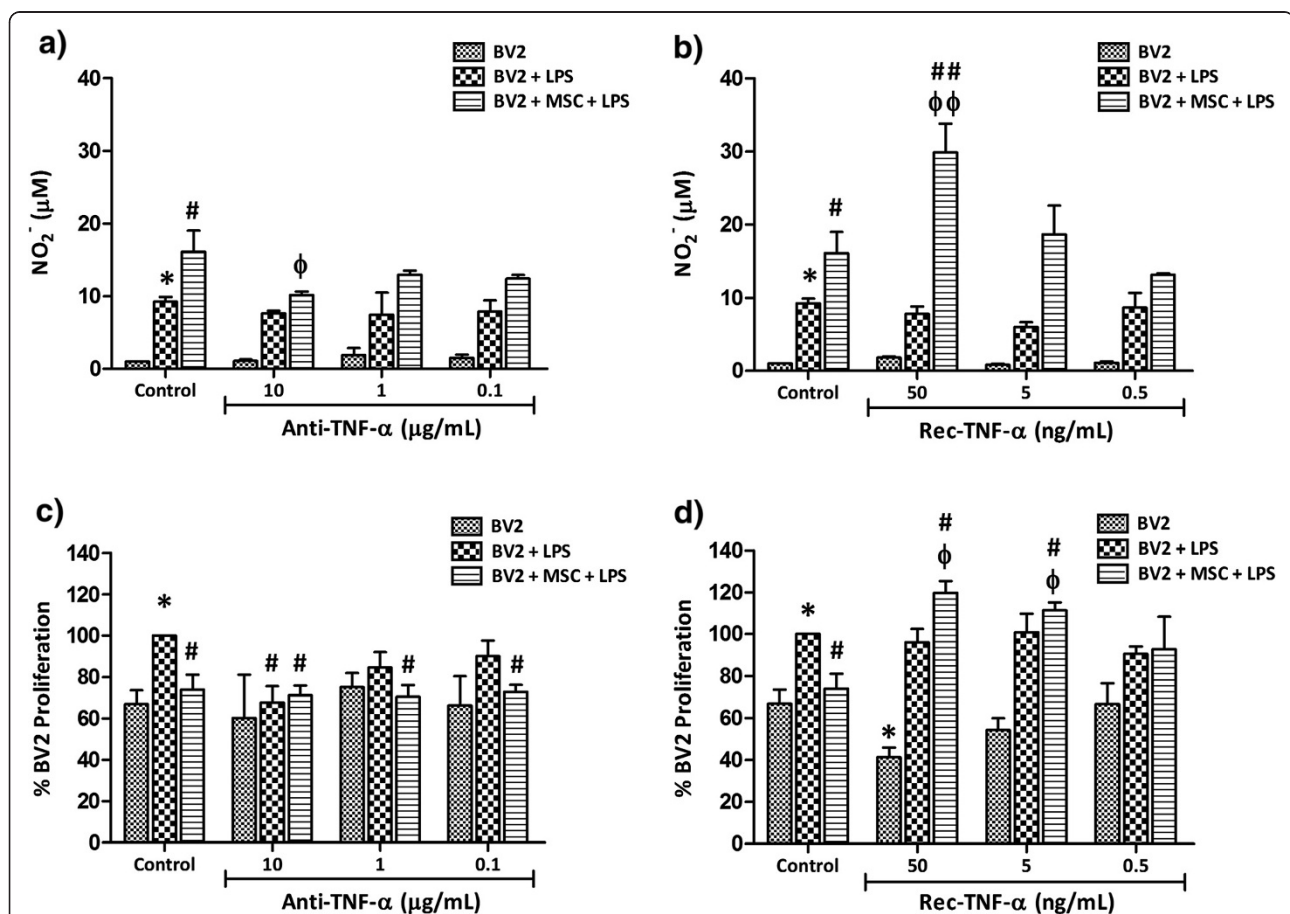 a)
BV2
BV2 + LPS
BV2 + MSC + LPS
40
30
20
10
0
NO₂⁻ (µM)
*
#
ϕ
Control
10
1
0.1
Anti-TNF-α (µg/mL)
b)
BV2
BV2 + LPS
BV2 + MSC + LPS
40
30
20
10
0
NO₂⁻ (µM)
*
#
##
ϕϕ
Control
50
5
0.5
Rec-TNF-α (ng/mL)
c)
BV2
BV2 + LPS
BV2 + MSC + LPS
140
120
100
80
60
40
20
0
% BV2 Proliferation
*
#
# #
#
#
Control
10
1
0.1
Anti-TNF-α (µg/mL)
d)
BV2
BV2 + LPS
BV2 + MSC + LPS
140
120
100
80
60
40
20
0
% BV2 Proliferation
*
#
*
#
ϕ
#
ϕ
Control
50
5
0.5
Rec-TNF-α (ng/mL)